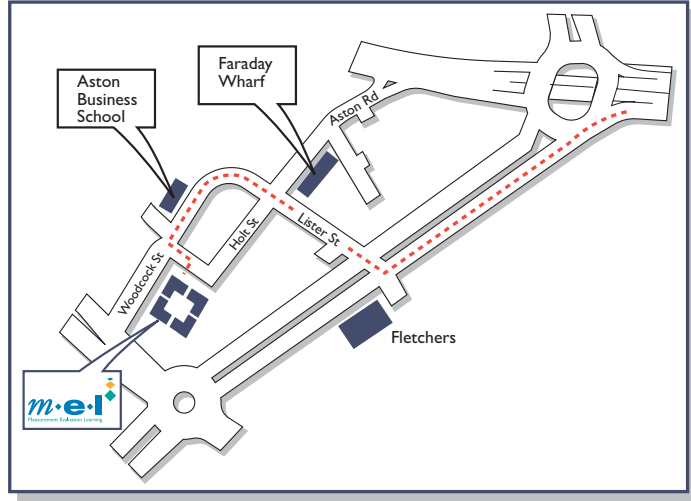 Faraday
Wharf
Aston
Business
School
Aston Rd
Lister St
Holt St
Woodcock St
Fletchers
m·e·l
Measurement Evaluation Learning